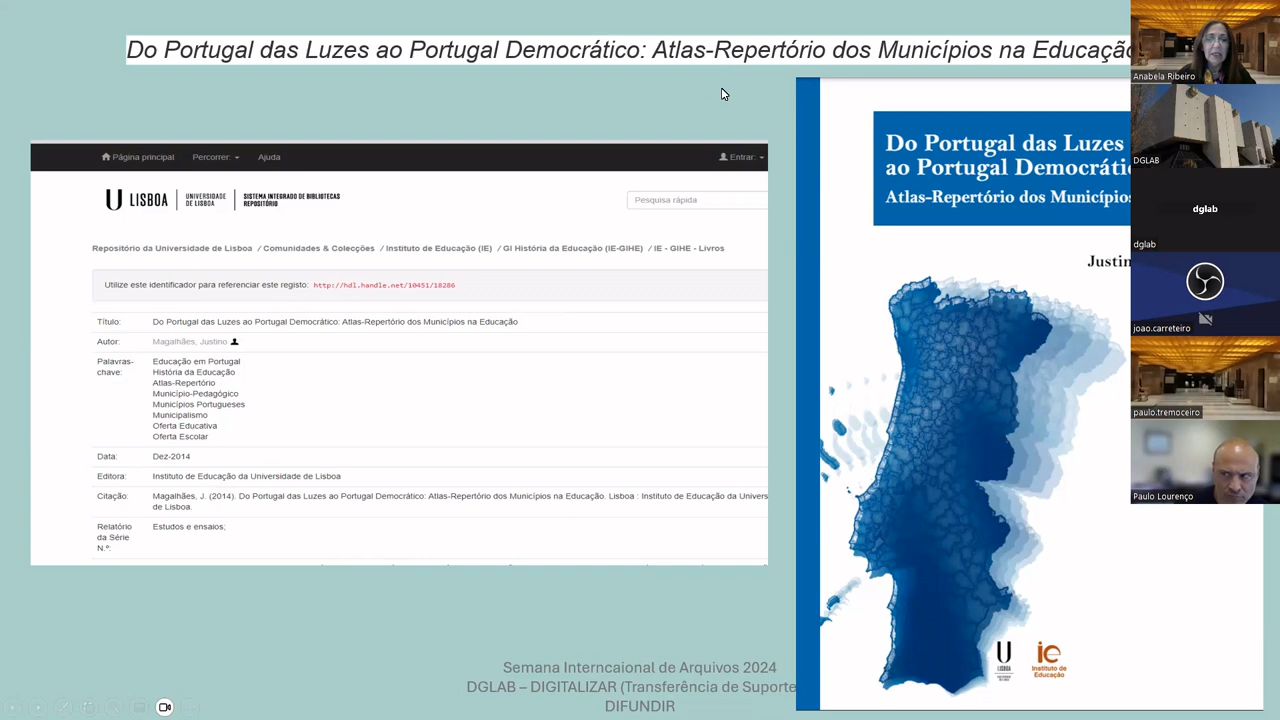 Do Portugal das Luzes ao Portugal Democrático: Atlas-Repertório dos Municípios na Educação
Página principal Percorrer: Ajuda Entrar:
U LISBOA UNIVERSIDADE DE LISBOA SISTEMA INTEGRADO DE BIBLIOTECAS REPOSITÓRIO
Pesquisa rápida
Repositório da Universidade de Lisboa / Comunidades & Colecções / Instituto de Educação (IE) / GI História da Educação (IE-GIHE) / IE - GIHE - Livros
Utilize este identificador para referenciar este registo: http://hdl.handle.net/10451/18286
Título: Do Portugal das Luzes ao Portugal Democrático: Atlas-Repertório dos Municípios na Educação
Autor: Magalhães, Justino
Palavras-chave: Educação em Portugal
História da Educação
Atlas-Repertório
Município-Pedagógico
Municípios Portugueses
Municipalismo
Oferta Educativa
Oferta Escolar
Data: Dez-2014
Editora: Instituto de Educação da Universidade de Lisboa
Citação: Magalhães, J. (2014). Do Portugal das Luzes ao Portugal Democrático: Atlas-Repertório dos Municípios na Educação. Lisboa : Instituto de Educação da Univers
de Lisboa.
Relatório da Série N.º: Estudos e ensaios;
Do Portugal das Luzes
ao Portugal Democráti
Atlas-Repertório dos Municípios
Justin
U
LISBOA
ie
Instituto de
Educação
Semana Interncaional de Arquivos 2024
DGLAB – DIGITALIZAR (Transferência de Suporte
DIFUNDIR
Anabela Ribeiro
DGLAB
dglab
dglab
joao.carreteiro
paulo.tremoceiro
Paulo Lourenço